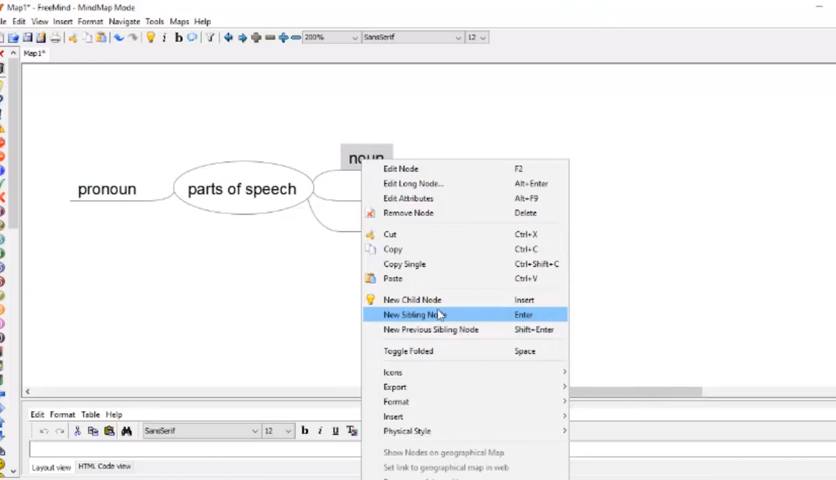 Map1* - FreeMind - MindMap Mode
Edit View Insert Format Navigate Tools Maps Help
200% SansSerif 12
Map1*
noun
pronoun
parts of speech
Edit Node F2
Edit Long Node... Alt+Enter
Edit Attributes Alt+F9
Remove Node Delete
Cut Ctrl+X
Copy Ctrl+C
Copy Single Ctrl+Shift+C
Paste Ctrl+V
New Child Node Insert
New Sibling Node Enter
New Previous Sibling Node Shift+Enter
Toggle Folded Space
Icons
Export
Format
Insert
Physical Style
Show Nodes on geographical Map
Set link to geographical map in web
Edit Format Table Help
SansSerif 12 b i U
Layout view HTML Code view